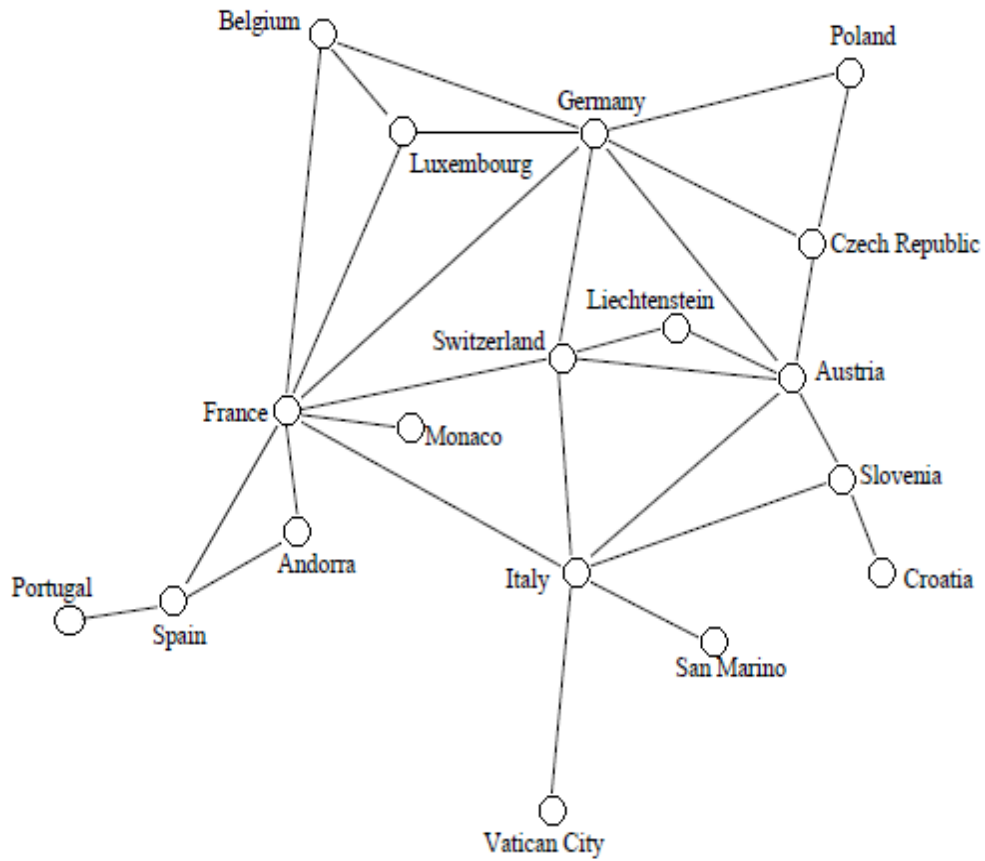 Belgium
Poland
Germany
Luxembourg
Czech Republic
Liechtenstein
Switzerland
Austria
France
Monaco
Slovenia
Andorra
Italy
Croatia
Portugal
Spain
San Marino
Vatican City